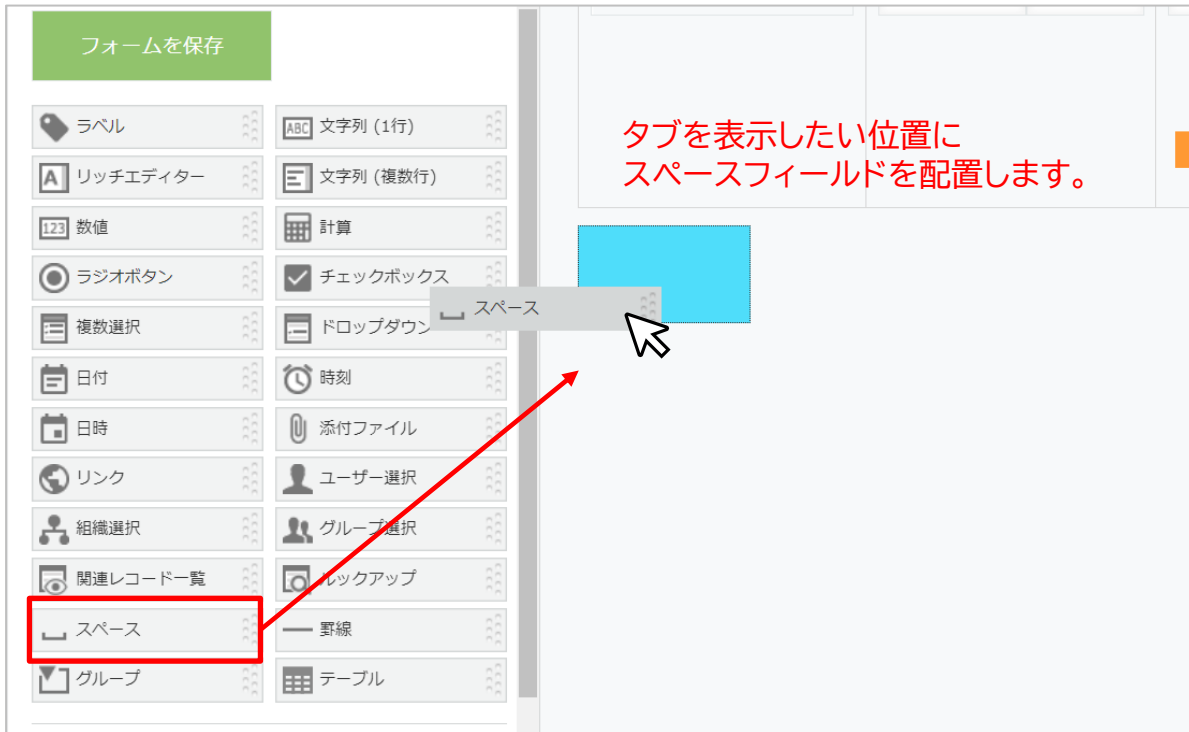 フォームを保存
ラベル
ABC 文字列 (1行)
A リッチエディター
文字列 (複数行)
123 数値
計算
ラジオボタン
チェックボックス
複数選択
ドロップダウン
日付
時刻
日時
添付ファイル
リンク
ユーザー選択
組織選択
グループ選択
関連レコード一覧
ルックアップ
スペース
罫線
グループ
テーブル
スペース
タブを表示したい位置に
スペースフィールドを配置します。